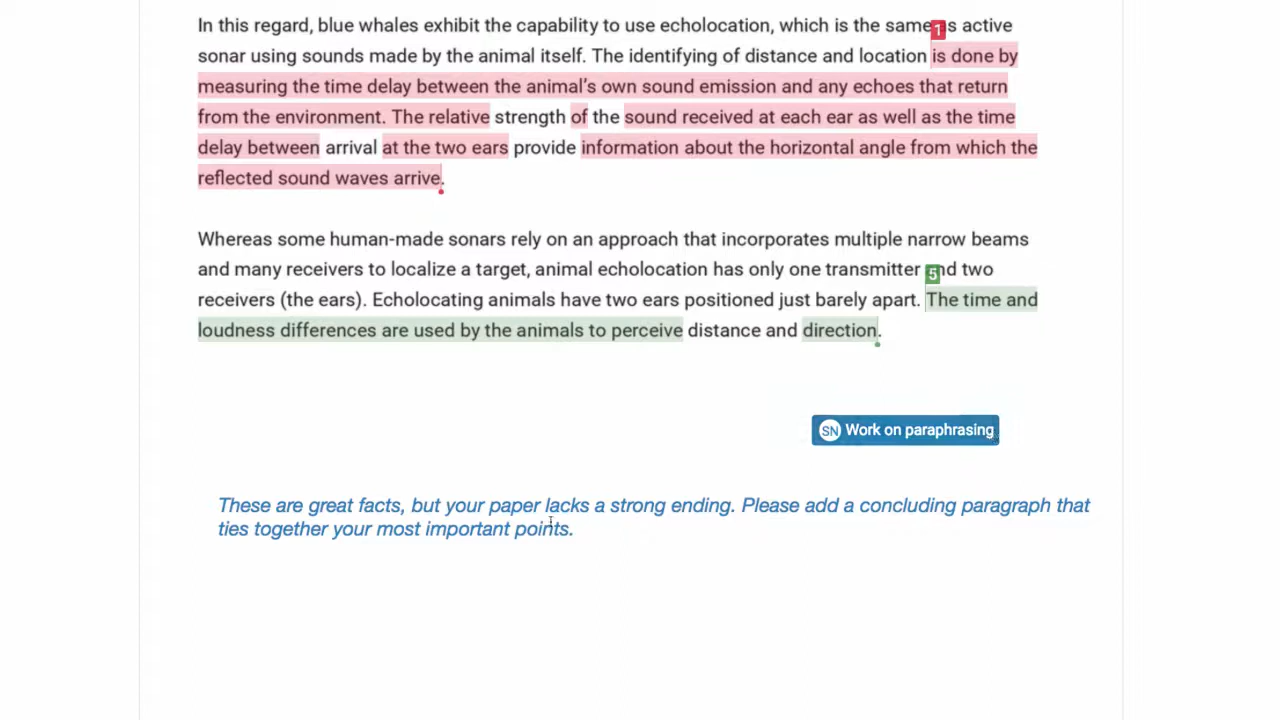 In this regard, blue whales exhibit the capability to use echolocation, which is the same as active
1
sonar using sounds made by the animal itself. The identifying of distance and location is done by
measuring the time delay between the animal's own sound emission and any echoes that return
from the environment. The relative strength of the sound received at each ear as well as the time
delay between arrival at the two ears provide information about the horizontal angle from which the
reflected sound waves arrive.
Whereas some human-made sonars rely on an approach that incorporates multiple narrow beams
and many receivers to localize a target, animal echolocation has only one transmitter and two
5
receivers (the ears). Echolocating animals have two ears positioned just barely apart. The time and
loudness differences are used by the animals to perceive distance and direction.
SN Work on paraphrasing
These are great facts, but your paper lacks a strong ending. Please add a concluding paragraph that
ties together your most important points.